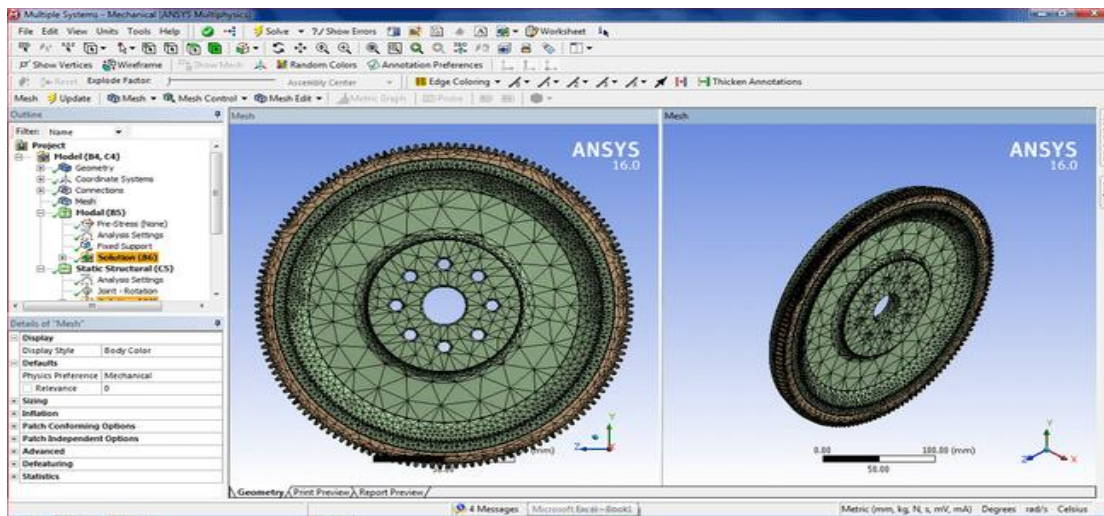 Multiple Systems - Mechanical [ANSYS Multiphysics]
File Edit View Units Tools Help Solve ?/ Show Errors Worksheet
Show Vertices Wireframe Show Mesh Random Colors Annotation Preferences
Reset Explode Factor: Assembly Center Edge Coloring Thicken Annotations
Mesh Update Mesh Mesh Control Mesh Edit Metric Graph Probe
Outline
Filter: Name
Project
Model (B4, C4)
Geometry
Coordinate Systems
Connections
Mesh
Modal (B5)
Pre-Stress (None)
Analysis Settings
Fixed Support
Solution (B6)
Static Structural (C5)
Analysis Settings
Joint - Rotation
Details of "Mesh"
Display
Display Style Body Color
Defaults
Physics Preference Mechanical
Relevance 0
Sizing
Inflation
Patch Conforming Options
Patch Independent Options
Advanced
Defeaturing
Statistics
Mesh
ANSYS
16.0
Y
Z
(mm)
50.00
Mesh
ANSYS
16.0
0.00 100.00 (mm)
50.00
Y
Z X
Geometry Print Preview Report Preview
4 Messages Microsoft Excel - Book1 Metric (mm, kg, N, s, mV, mA) Degrees rad/s Celsius